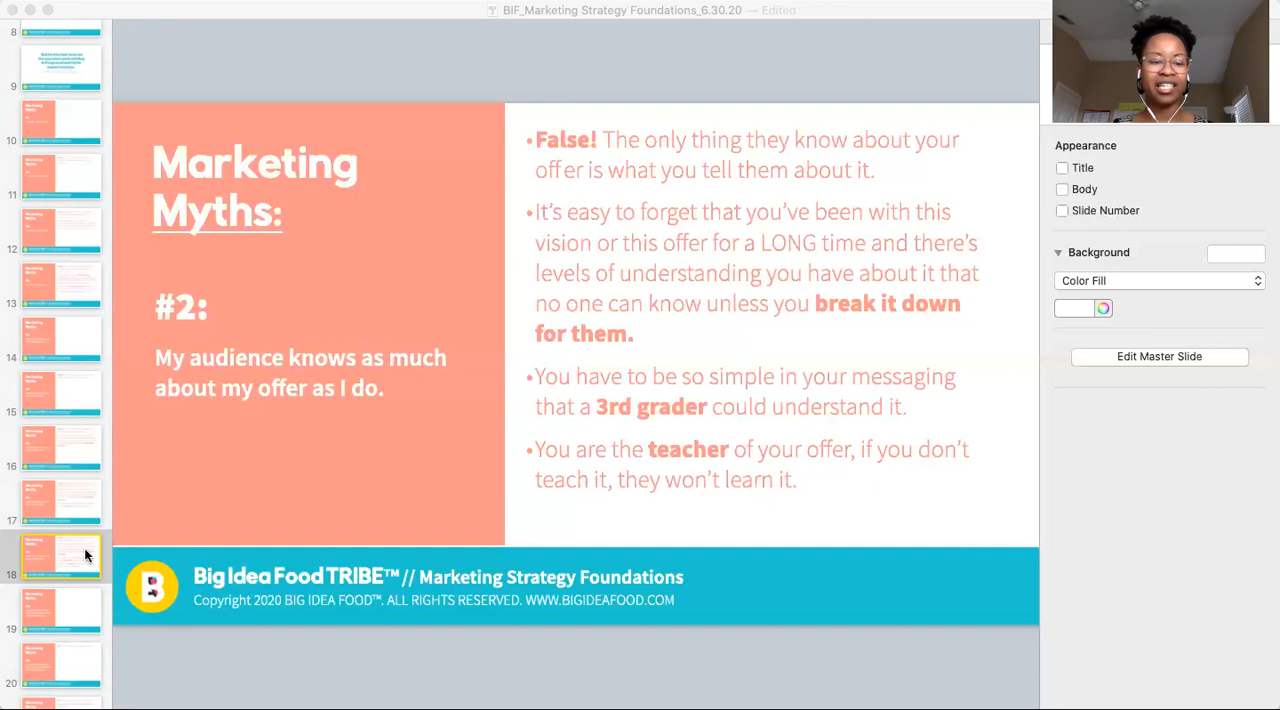 BIF_Marketing Strategy Foundations_6.30.20 — Edited
8
9
10
11
12
13
14
15
16
17
18
19
20
Marketing
Myths:
#2:
My audience knows as much
about my offer as I do.
•False! The only thing they know about your
offer is what you tell them about it.
•It’s easy to forget that you’ve been with this
vision or this offer for a LONG time and there’s
levels of understanding you have about it that
no one can know unless you break it down
for them.
•You have to be so simple in your messaging
that a 3rd grader could understand it.
•You are the teacher of your offer, if you don’t
teach it, they won’t learn it.
B
Big Idea Food TRIBE™ // Marketing Strategy Foundations
Copyright 2020 BIG IDEA FOOD™. ALL RIGHTS RESERVED. WWW.BIGIDEAFOOD.COM
Appearance
Title
Body
Slide Number
Background
Color Fill
Edit Master Slide